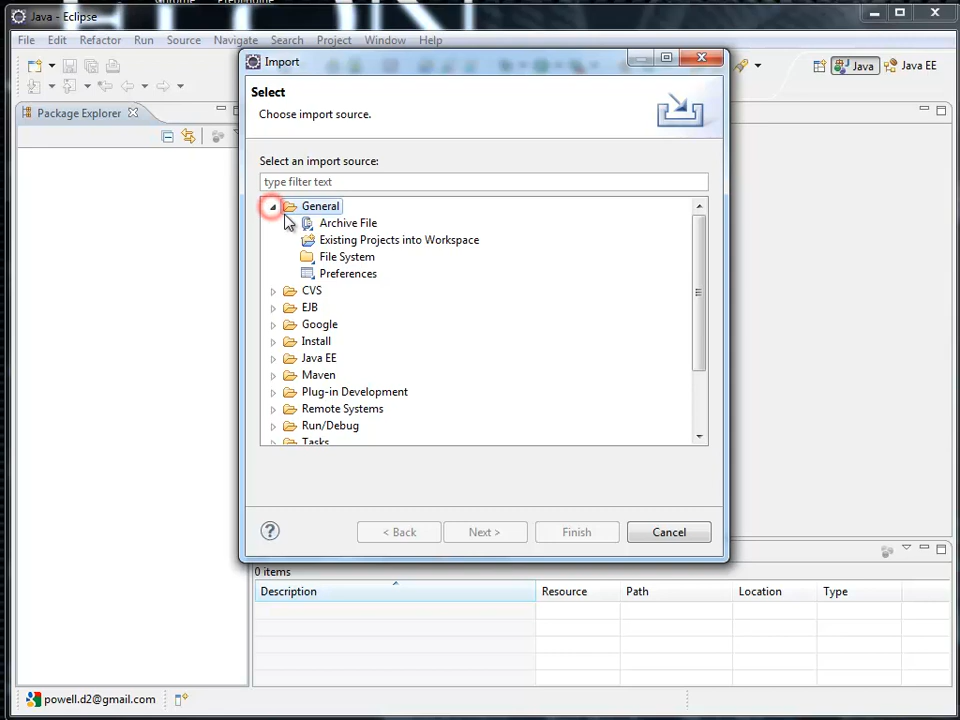 Java - Eclipse
File Edit Refactor Run Source Navigate Search Project Window Help
Java Java EE
Package Explorer
Import
Select
Choose import source.
Select an import source:
type filter text
General
Archive File
Existing Projects into Workspace
File System
Preferences
CVS
EJB
Google
Install
Java EE
Maven
Plug-in Development
Remote Systems
Run/Debug
Tasks
< Back Next > Finish Cancel
0 items
Description Resource Path Location Type
powell.d2@gmail.com